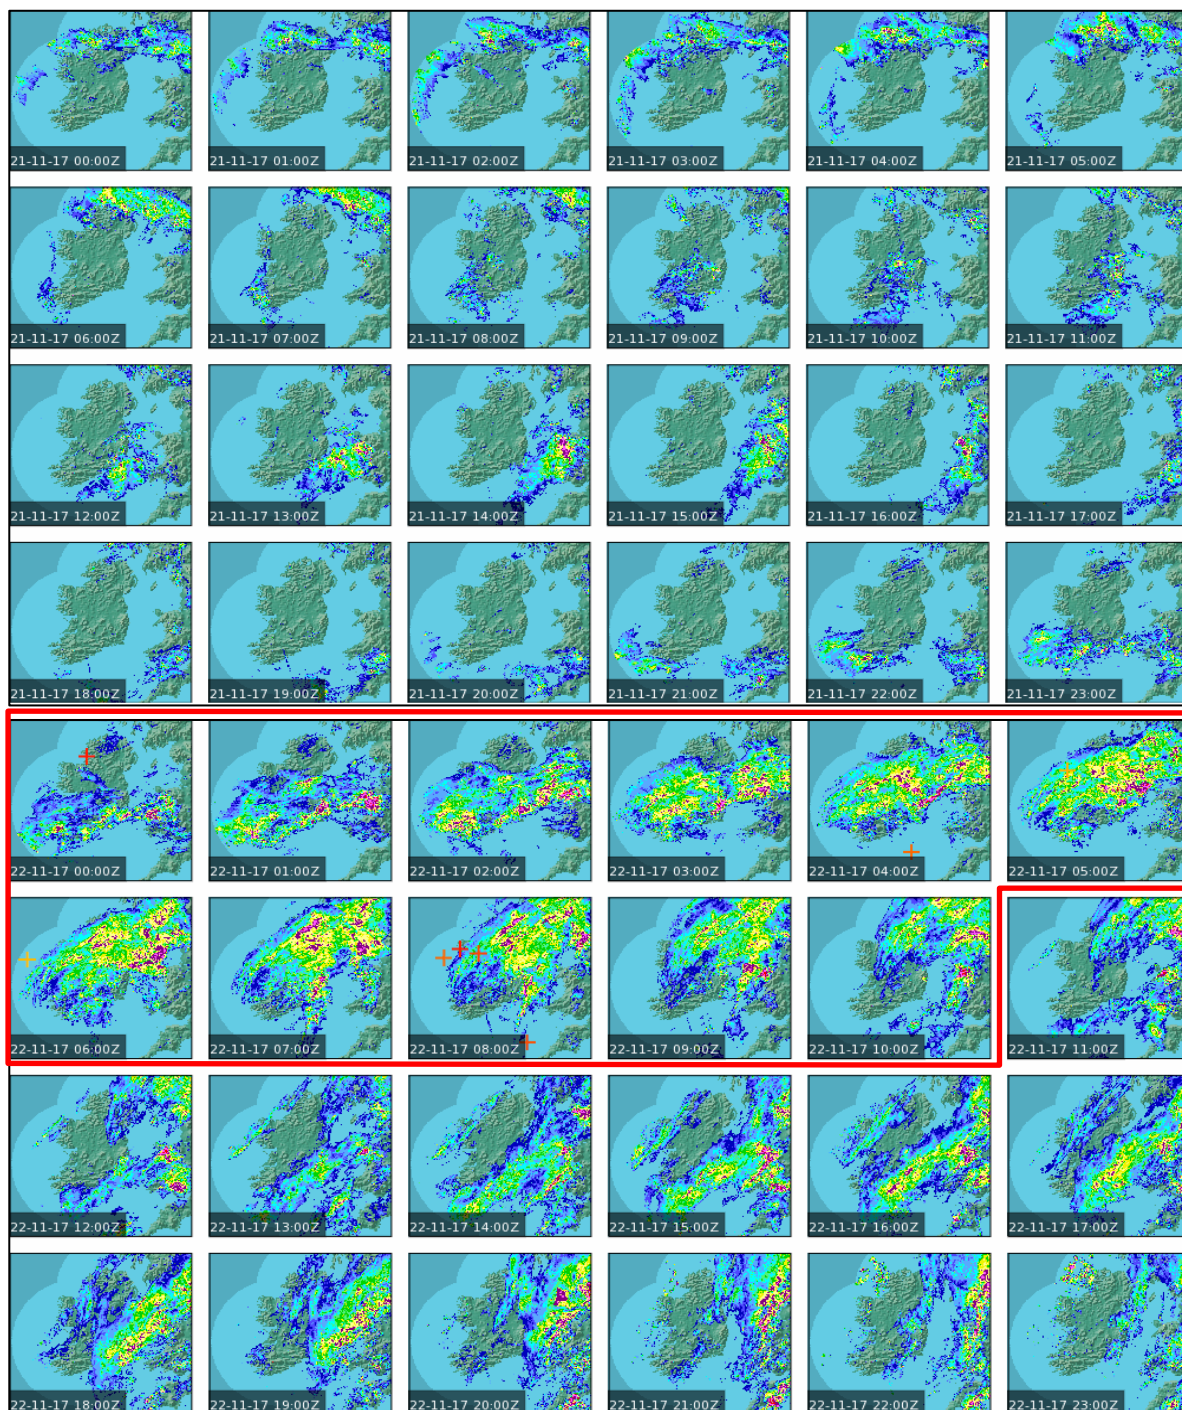 21-11-17 00:00Z
21-11-17 01:00Z
21-11-17 02:00Z
21-11-17 03:00Z
21-11-17 04:00Z
21-11-17 05:00Z
21-11-17 06:00Z
21-11-17 07:00Z
21-11-17 08:00Z
21-11-17 09:00Z
21-11-17 10:00Z
21-11-17 11:00Z
21-11-17 12:00Z
21-11-17 13:00Z
21-11-17 14:00Z
21-11-17 15:00Z
21-11-17 16:00Z
21-11-17 17:00Z
21-11-17 18:00Z
21-11-17 19:00Z
21-11-17 20:00Z
21-11-17 21:00Z
21-11-17 22:00Z
21-11-17 23:00Z
22-11-17 00:00Z
22-11-17 01:00Z
22-11-17 02:00Z
22-11-17 03:00Z
22-11-17 04:00Z
22-11-17 05:00Z
22-11-17 06:00Z
22-11-17 07:00Z
22-11-17 08:00Z
22-11-17 09:00Z
22-11-17 10:00Z
22-11-17 11:00Z
22-11-17 12:00Z
22-11-17 13:00Z
22-11-17 14:00Z
22-11-17 15:00Z
22-11-17 16:00Z
22-11-17 17:00Z
22-11-17 18:00Z
22-11-17 19:00Z
22-11-17 20:00Z
22-11-17 21:00Z
22-11-17 22:00Z
22-11-17 23:00Z